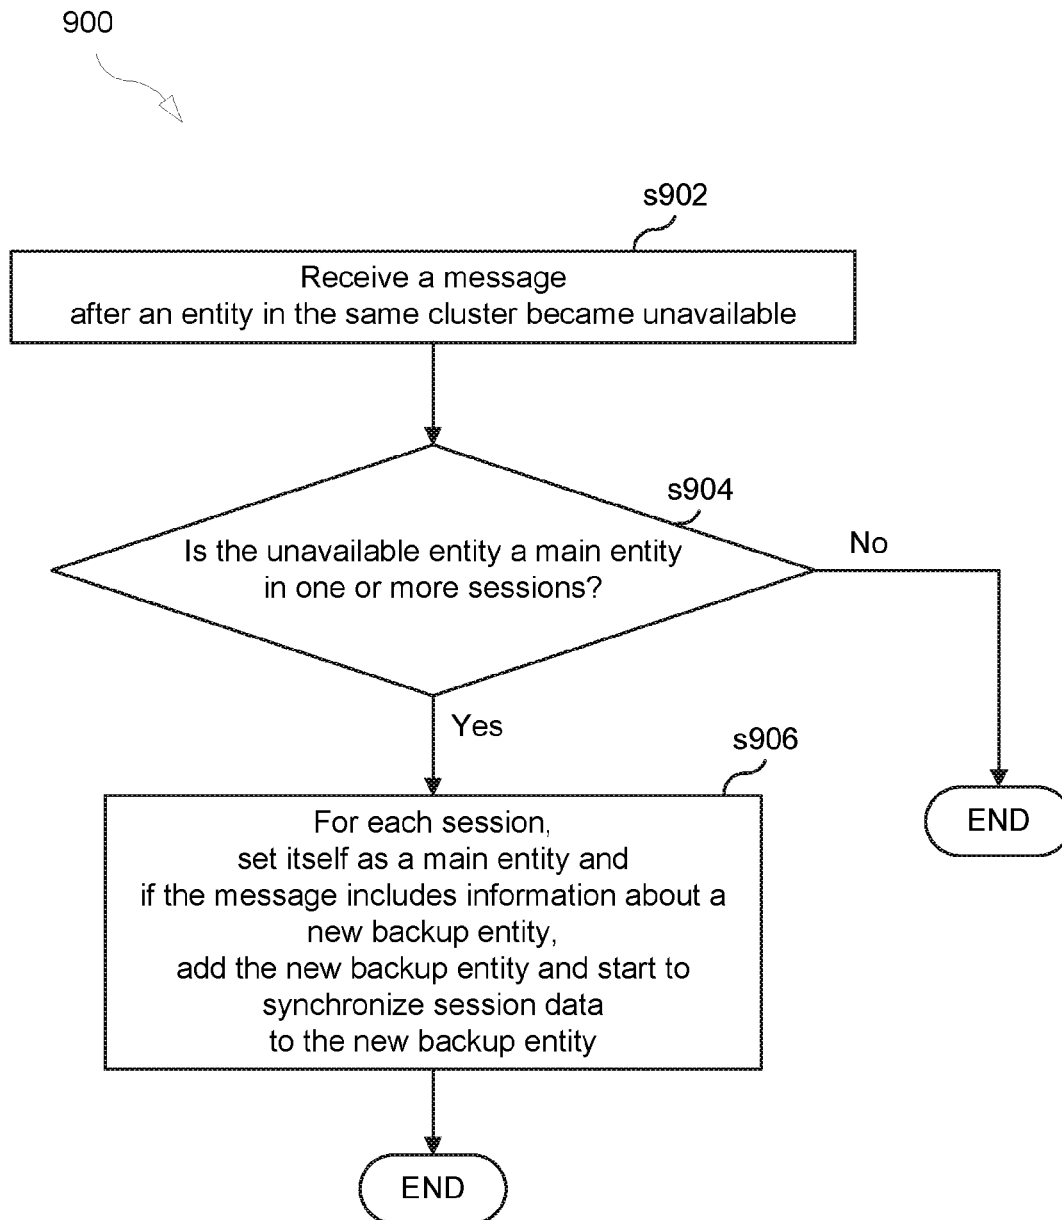 900
s902
Receive a message
after an entity in the same cluster became unavailable
s904
Is the unavailable entity a main entity
in one or more sessions?
No
Yes
s906
END
For each session,
set itself as a main entity and
if the message includes information about a
new backup entity,
add the new backup entity and start to
synchronize session data
to the new backup entity
END